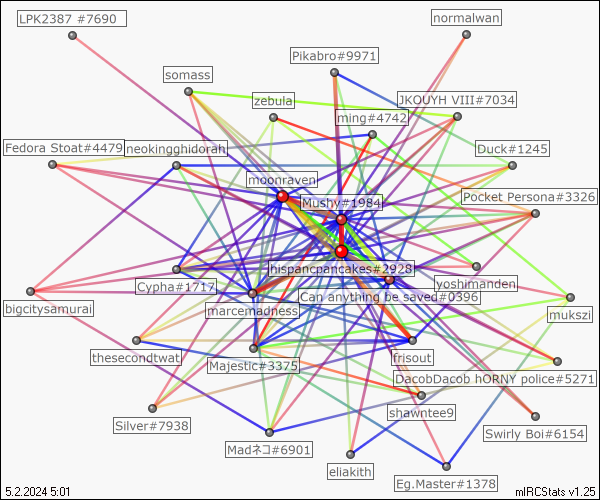 LPK2387 #7690
normalwan
Pikabro#9971
somass
zebula
JKOUYH VIII#7034
ming#4742
Fedora Stoat#4479
neokingghidorah
Duck#1245
moonraven
Pocket Persona#3326
Mushy#1984
hispancpancakes#2928
Cypha#1717
yoshimanden
Can anything be saved#0396
bigcitysamurai
marcemadness
mukszi
thesecondtwat
Majestic#3375
frisout
DacobDacob hORNY police#5271
shawntee9
Silver#7938
Swirly Boi#6154
Madネコ#6901
eliakith
Eg.Master#1378
5.2.2024 5:01
mIRCStats v1.25